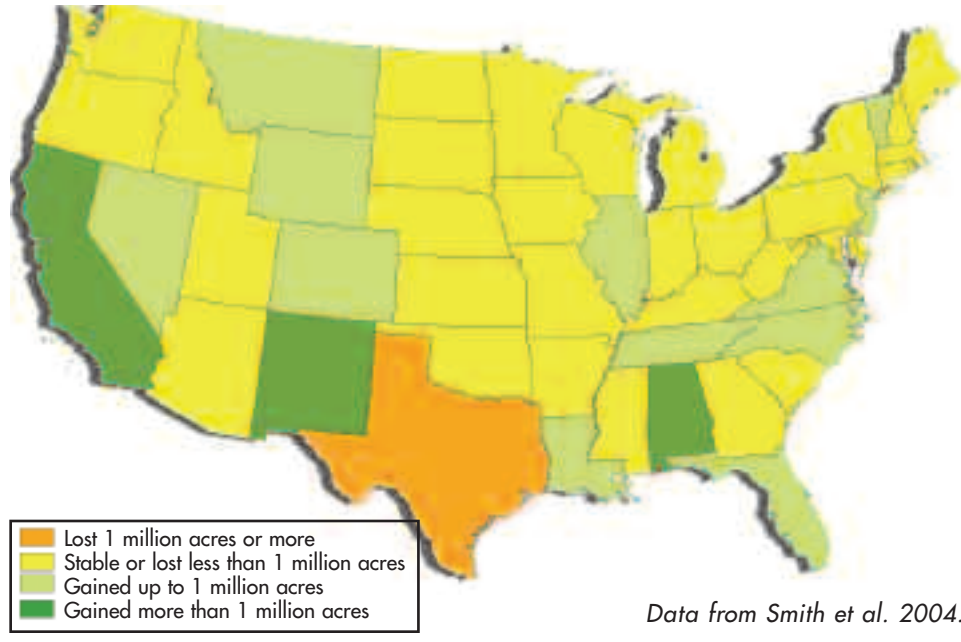 Lost 1 million acres or more
Stable or lost less than 1 million acres
Gained up to 1 million acres
Gained more than 1 million acres
Data from Smith et al. 2004.